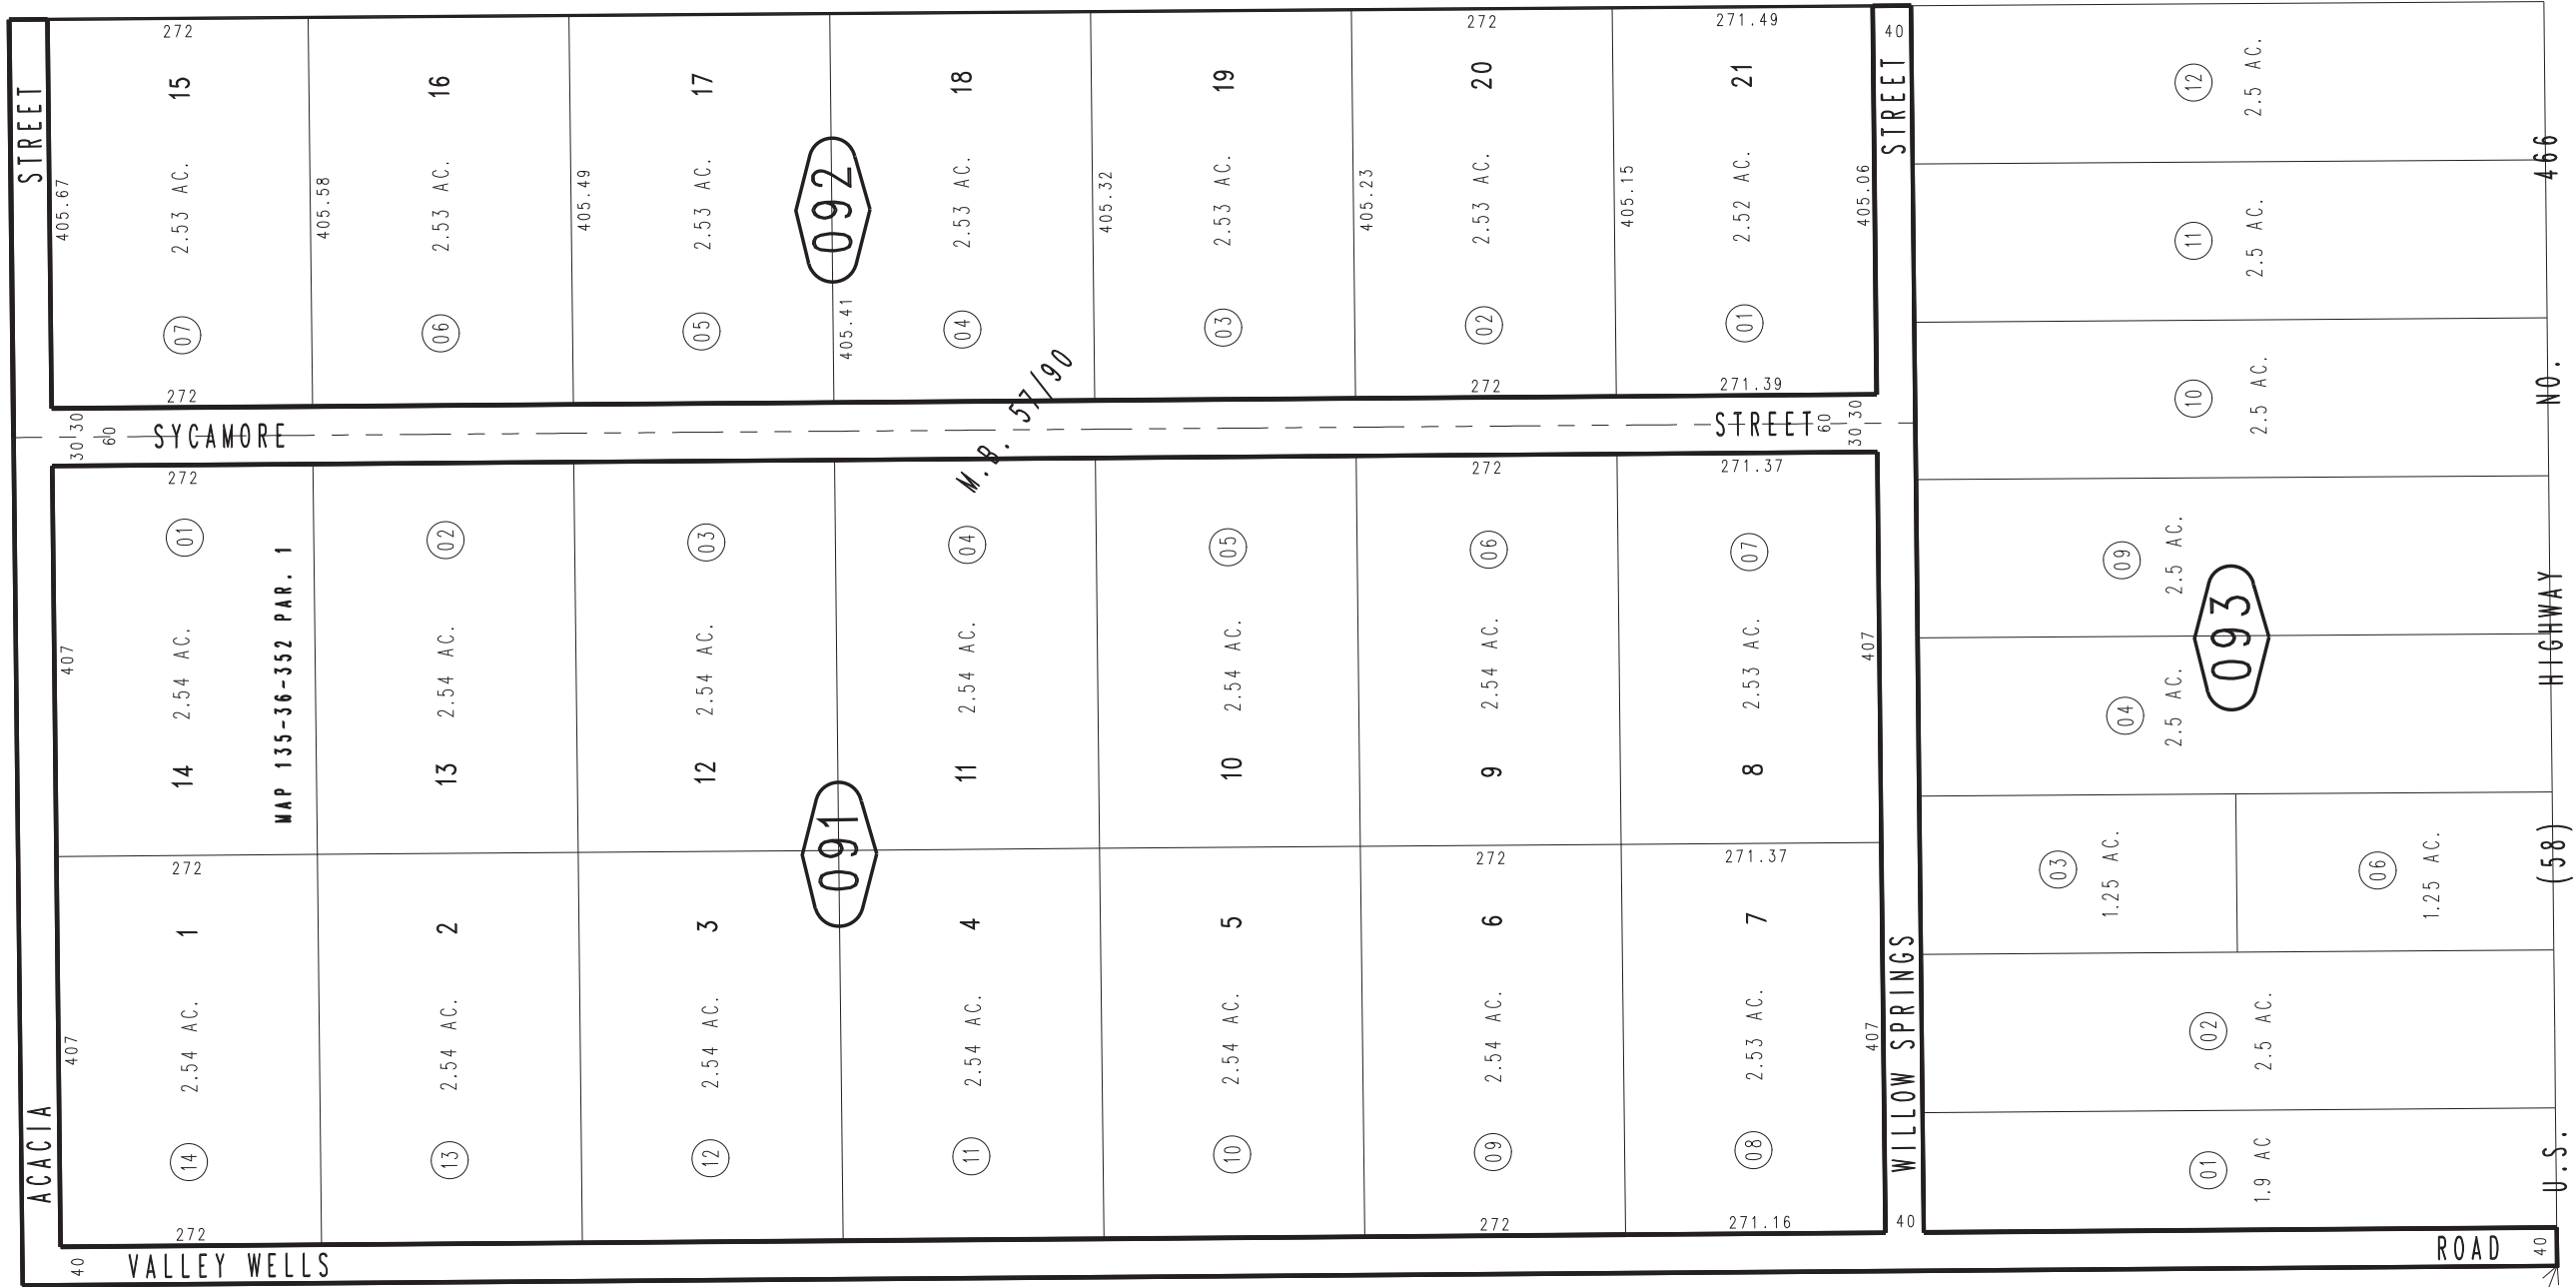 STREET
272
272
271.49
40
15
16
17
18
19
20
21
405.67
405.58
405.49
405.41
405.32
405.23
405.15
405.06
2.53 AC.
2.53 AC.
2.53 AC.
2.53 AC.
2.53 AC.
2.53 AC.
2.52 AC.
092
07
06
05
04
03
02
01
272
272
271.39
STREET
30 30
60
SYCAMORE
M.B. 57/90
STREET
60
30 30
272
272
271.37
01
02
03
04
05
06
07
MAP 135-36-352 PAR. 1
407
2.54 AC.
2.54 AC.
2.54 AC.
2.54 AC.
2.54 AC.
2.54 AC.
2.53 AC.
407
14
13
12
11
10
9
8
091
272
272
271.37
1
2
3
4
5
6
7
407
2.54 AC.
2.54 AC.
2.54 AC.
2.54 AC.
2.54 AC.
2.54 AC.
2.53 AC.
407
14
13
12
11
10
09
08
272
272
271.16
ACACIA
WILLOW SPRINGS
40
40
VALLEY WELLS
ROAD
40
12
2.5 AC.
11
2.5 AC.
10
2.5 AC.
09
2.5 AC.
093
04
2.5 AC.
03
1.25 AC.
06
1.25 AC.
02
2.5 AC.
01
1.9 AC
U.S. (58) HIGHWAY NO. 466